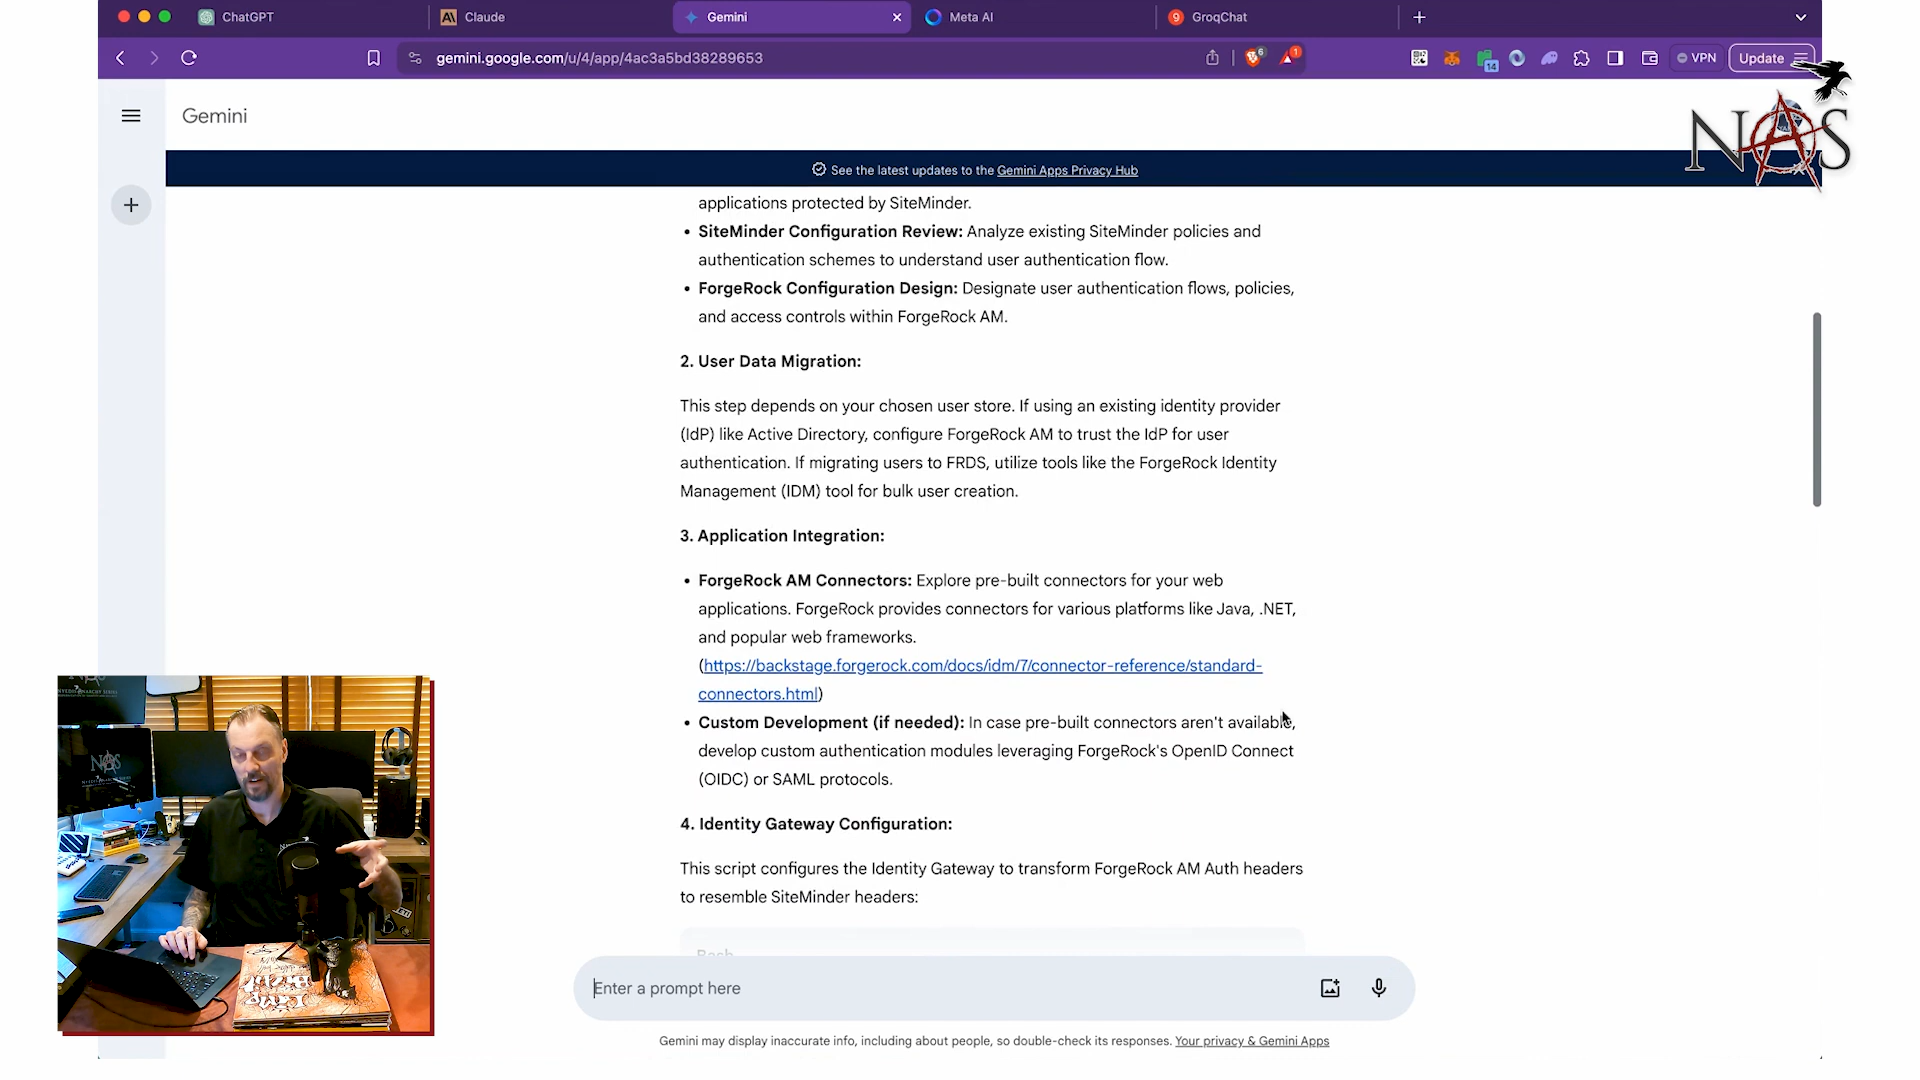 ChatGPT
Claude
Gemini
Meta AI
GroqChat
gemini.google.com/u/4/app/4ac3a5bd38289653
6
1
14
VPN
Update
NAS
Gemini
See the latest updates to the Gemini Apps Privacy Hub
applications protected by SiteMinder.
• SiteMinder Configuration Review: Analyze existing SiteMinder policies and
authentication schemes to understand user authentication flow.
• ForgeRock Configuration Design: Designate user authentication flows, policies,
and access controls within ForgeRock AM.
2. User Data Migration:
This step depends on your chosen user store. If using an existing identity provider
(IdP) like Active Directory, configure ForgeRock AM to trust the IdP for user
authentication. If migrating users to FRDS, utilize tools like the ForgeRock Identity
Management (IDM) tool for bulk user creation.
3. Application Integration:
• ForgeRock AM Connectors: Explore pre-built connectors for your web
applications. ForgeRock provides connectors for various platforms like Java, .NET,
and popular web frameworks.
(https://backstage.forgerock.com/docs/idm/7/connector-reference/standard-
connectors.html)
• Custom Development (if needed): In case pre-built connectors aren't available,
develop custom authentication modules leveraging ForgeRock's OpenID Connect
(OIDC) or SAML protocols.
4. Identity Gateway Configuration:
This script configures the Identity Gateway to transform ForgeRock AM Auth headers
to resemble SiteMinder headers:
Bash
Enter a prompt here
Gemini may display inaccurate info, including about people, so double-check its responses. Your privacy & Gemini Apps
NAS